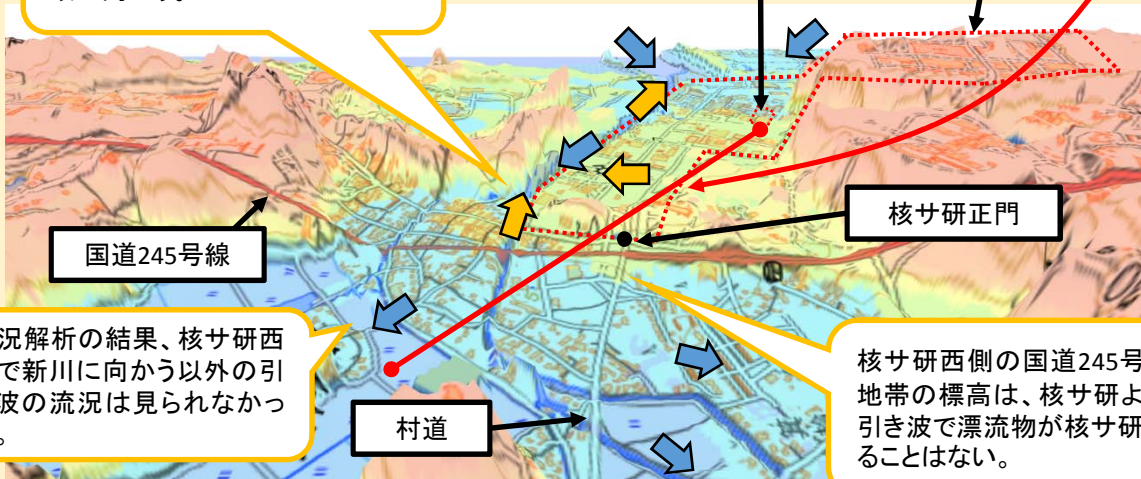 国道245号線
核サ研正門
況解析の結果、核サ研西
で新川に向かう以外の引
波の流況は見られなかっ
。
村道
核サ研西側の国道245号
地帯の標高は、核サ研よ
引き波で漂流物が核サ研
ることはない。